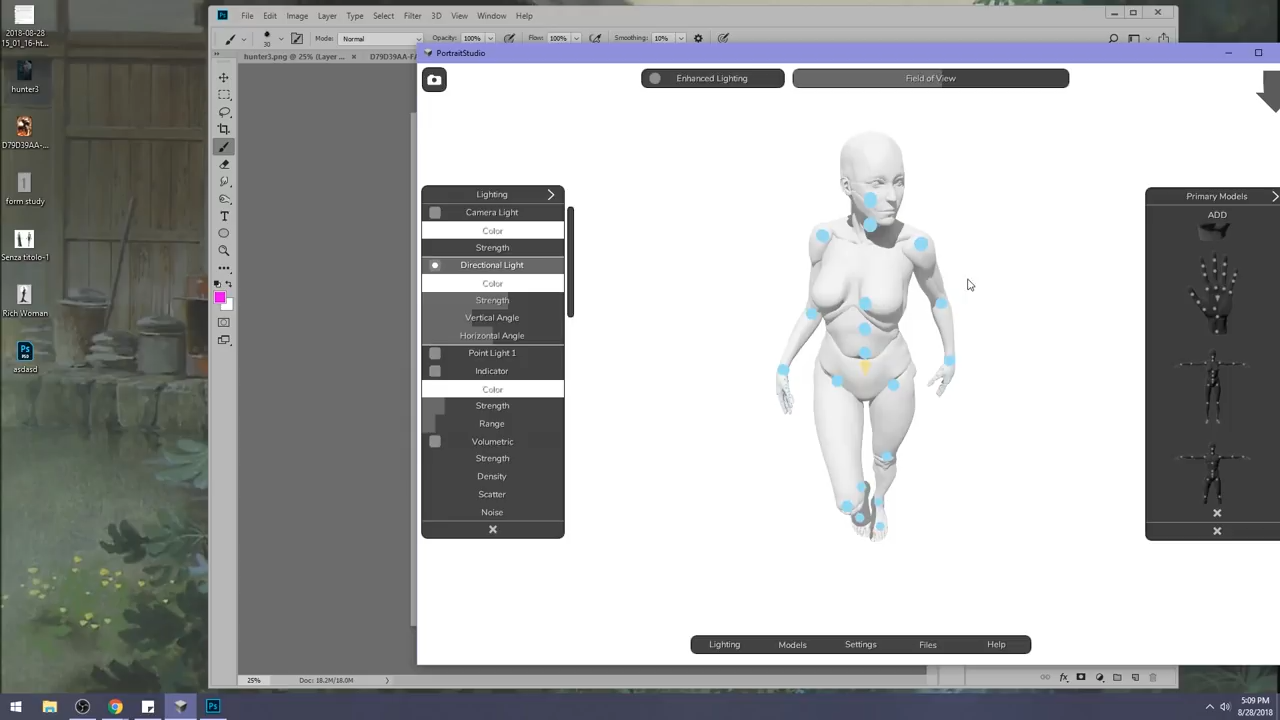 2018-08-28
15_01_16-ht...
hunter3
D79D39AA-...
form study
Senza titolo-1
Rich Woman
asdasd
File Edit Image Layer Type Select Filter 3D View Window Help
30
Mode: Normal
Opacity: 100%
Flow: 100%
Smoothing: 10%
hunter3.png @ 25% (Layer ...
D79D39AA-FA
PortraitStudio
Enhanced Lighting
Field of View
Lighting
Camera Light
Color
Strength
Directional Light
Color
Strength
Vertical Angle
Horizontal Angle
Point Light 1
Indicator
Color
Strength
Range
Volumetric
Strength
Density
Scatter
Noise
Primary Models
ADD
Lighting Models Settings Files Help
25%
Doc: 18.2M/18.0M
5:09 PM
8/28/2018